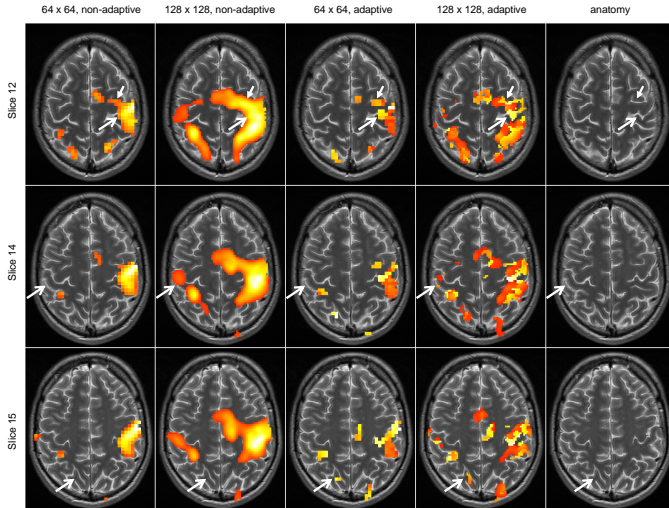 64 x 64, non-adaptive
128 x 128, non-adaptive
64 x 64, adaptive
128 x 128, adaptive
anatomy
Slice 12
Slice 14
Slice 15